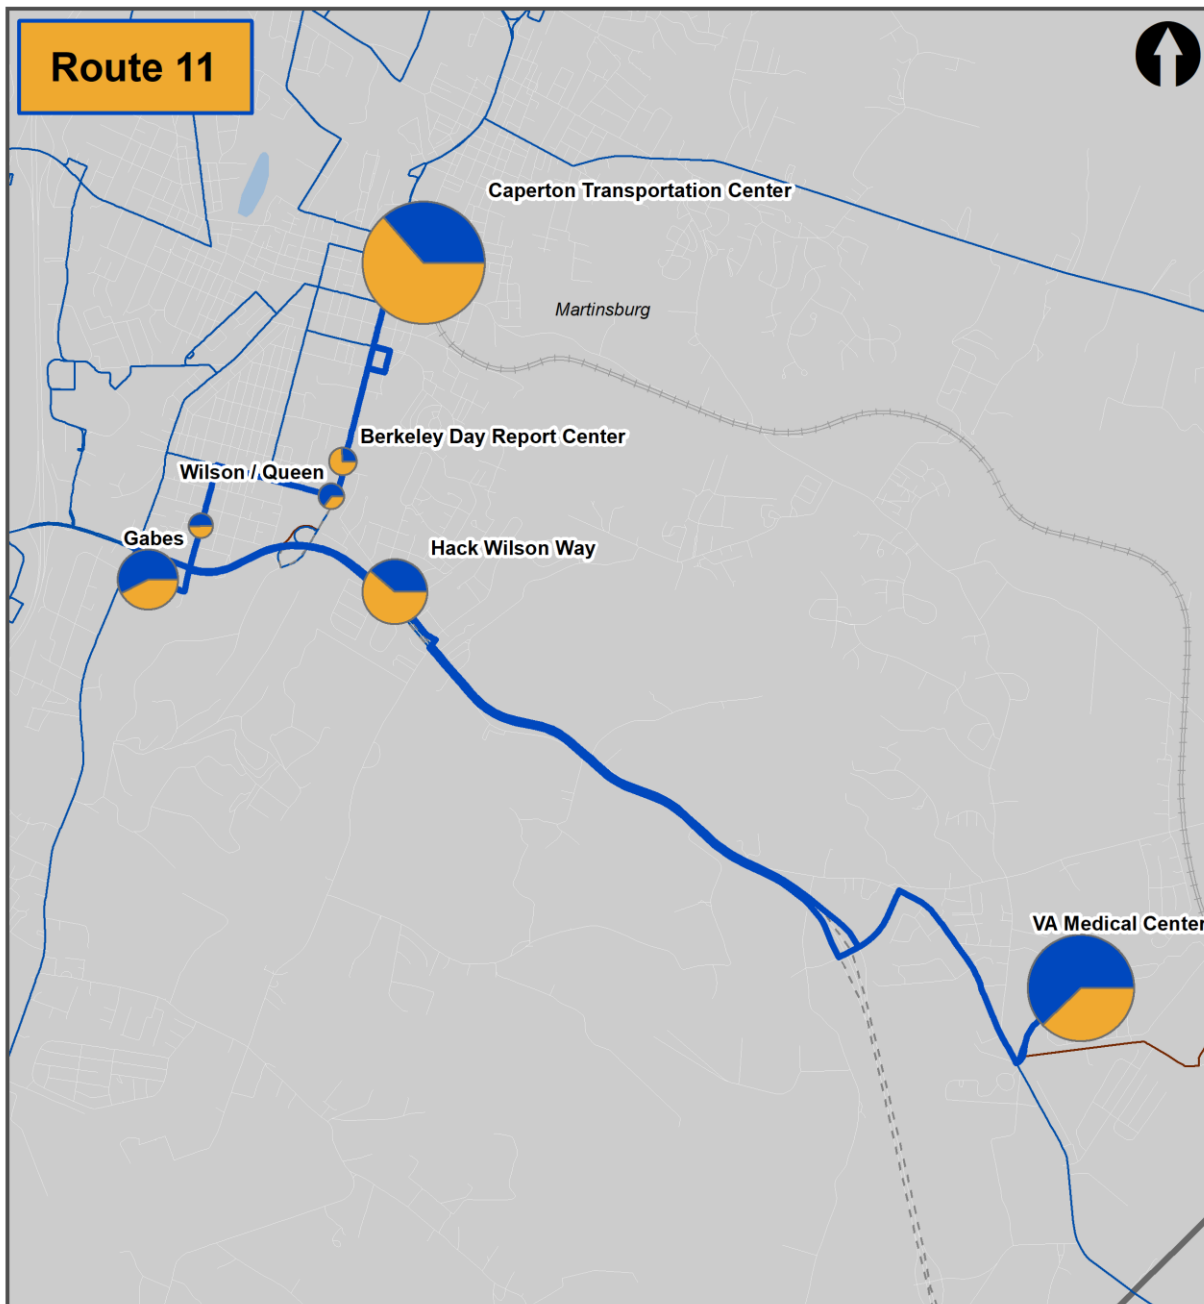 Route 11
Caperton Transportation Center
Martinsburg
Berkeley Day Report Center
Wilson / Queen
Gabes
Hack Wilson Way
VA Medical Center